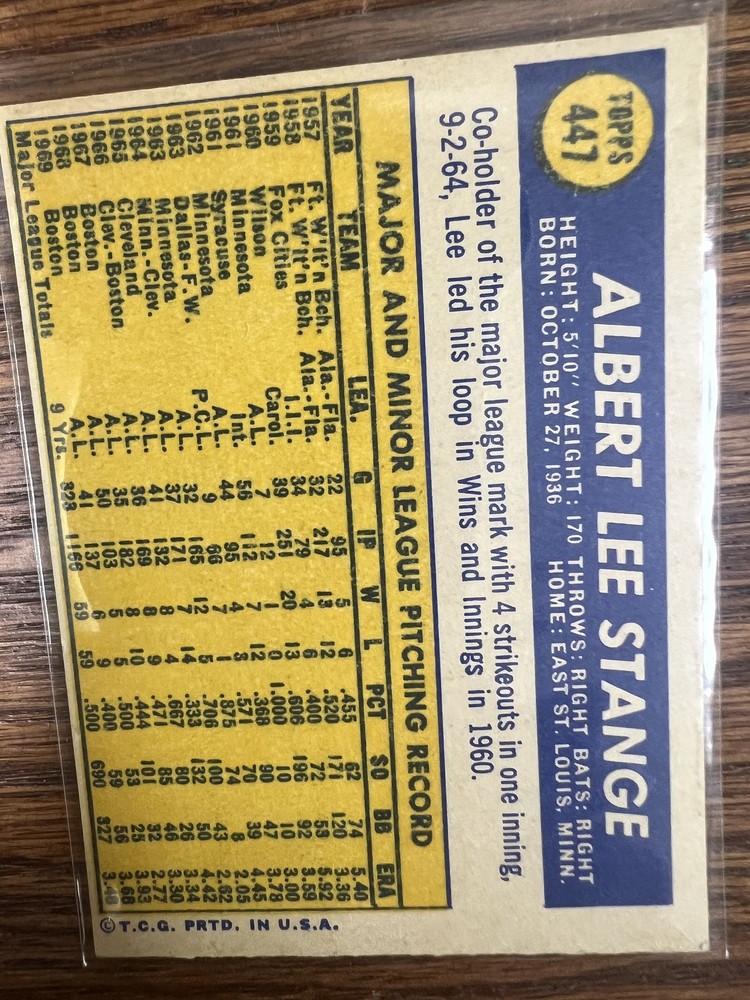 TOPPS
447
ALBERT LEE STANGE
HEIGHT: 5'10" WEIGHT: 170 THROWS: RIGHT BATS: RIGHT
BORN: OCTOBER 27, 1936 HOME: EAST ST. LOUIS, MINN.
Co-holder of the major league mark with 4 strikeouts in one inning,
9-2-64, Lee led his loop in Wins and Innings in 1960.
MAJOR AND MINOR LEAGUE PITCHING RECORD
YEAR TEAM LEA. G IP W L PCT SO BB ERA
1957 Ft. W'lt'n Bch. Ala.-Fla. 22 95 5 6 .455 62 74 5.40
1958 Ft. W'lt'n Bch. Ala.-Fla. 32 217 13 12 .520 171 120 3.36
1959 Fox Cities I.I.I. 34 79 4 6 .400 72 59 5.92
1960 Wilson Carol. 39 251 20 13 .606 196 92 3.59
1961 Minnesota A.L. 7 12 1 0 1.000 10 10 3.00
1961 Syracuse Int. 56 112 7 12 .368 90 47 3.78
1962 Minnesota A.L. 44 95 4 3 .571 70 39 4.45
1963 Dallas-F.W. P.C.L. 9 66 7 1 .875 74 8 2.05
1963 Minnesota A.L. 32 165 12 5 .706 100 43 2.62
1964 Minn.-Clev. A.L. 37 171 7 14 .333 132 50 4.42
1965 Cleveland A.L. 41 132 8 4 .667 80 26 3.34
1966 Clev.-Boston A.L. 36 169 8 9 .471 85 46 3.30
1967 Boston A.L. 35 182 8 10 .444 101 32 2.77
1968 Boston A.L. 50 103 5 5 .500 53 25 3.93
1969 Boston A.L. 41 137 6 9 .400 59 56 3.68
Major League Totals 9 Yrs. 323 1166 59 59 .500 690 327
© T.C.G. PRTD. IN U.S.A.